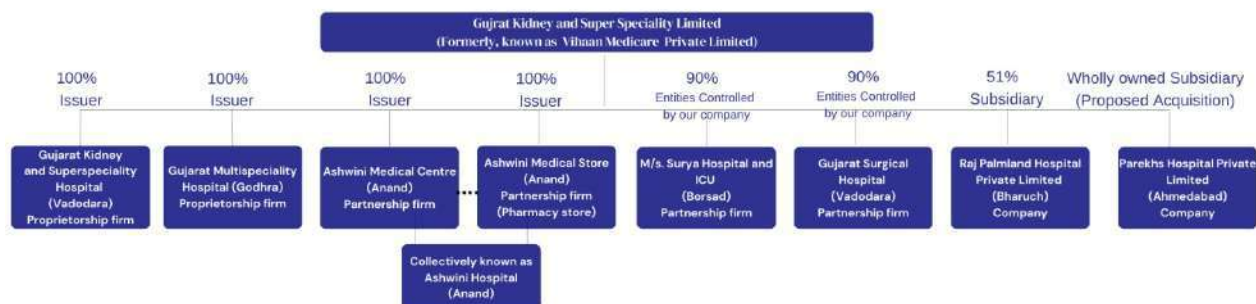 Gujrat Kidney and Super Speciality Limited
(Formerly, known as Vihaan Medicare Private Limited)
100%
Issuer
100%
Issuer
100%
Issuer
100%
Issuer
90%
Entities Controlled
by our company
90%
Entities Controlled
by our company
51%
Subsidiary
Wholly owned Subsidiary
(Proposed Acquisition)
Gujarat Kidney
and Superspeciality
Hospital
(Vadodara)
Proprietorship firm
Gujarat Multispeciality
Hospital (Godhra)
Proprietorship firm
Ashwini Medical Centre
(Anand)
Partnership firm
Ashwini Medical Store
(Anand)
Partnership firm
(Pharmacy store)
M/s. Surya Hospital and
ICU
(Borsad)
Partnership firm
Gujarat Surgical
Hospital
(Vadodara)
Partnership firm
Raj Palmland Hospital
Private Limited
(Bharuch)
Company
Parekhs Hospital Private
Limited
(Ahmedabad)
Company
Collectively known as
Ashwini Hospital
(Anand)